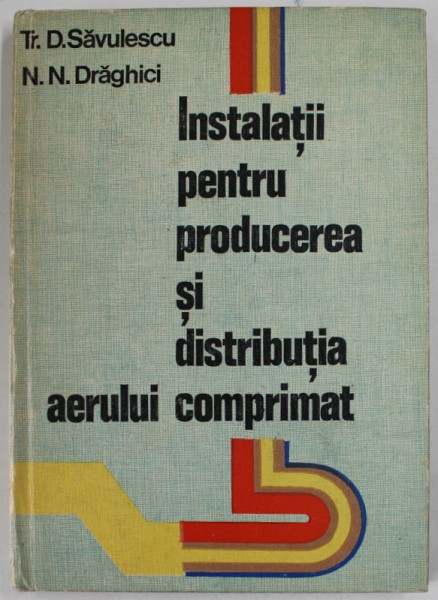 Tr. D. Săvulescu
N. N. Drăghici
Instalații
pentru
producerea
și
distribuția
aerului comprimat